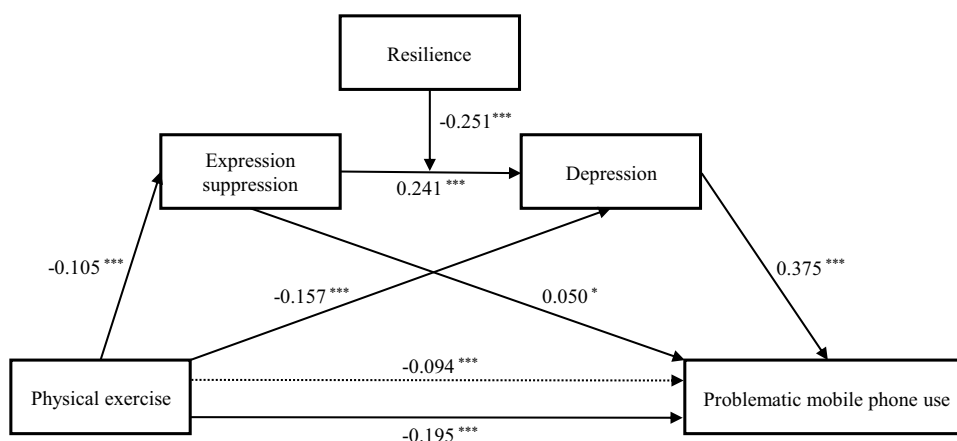 Resilience
-0.251***
Expression
suppression
0.241***
Depression
-0.105***
-0.157***
0.050*
0.375***
Physical exercise
-0.094***
-0.195***
Problematic mobile phone use